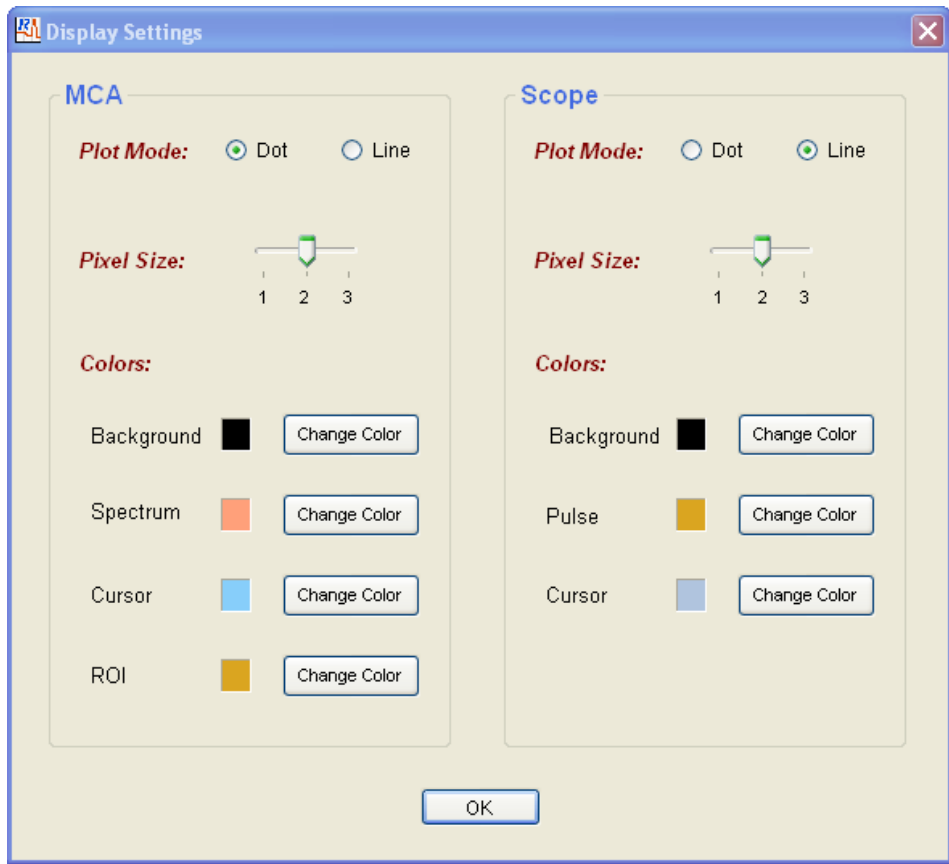 Display Settings
MCA
Plot Mode: Dot Line
Pixel Size:
1 2 3
Colors:
Background Change Color
Spectrum Change Color
Cursor Change Color
ROI Change Color
Scope
Plot Mode: Dot Line
Pixel Size:
1 2 3
Colors:
Background Change Color
Pulse Change Color
Cursor Change Color
OK